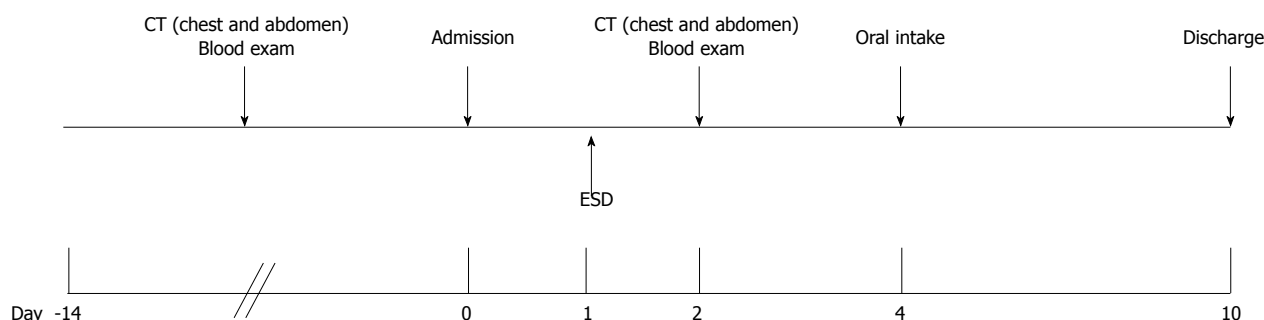 CT (chest and abdomen)
Blood exam
Admission
CT (chest and abdomen)
Blood exam
Oral intake
Discharge
ESD
Day -14 0 1 2 4 10